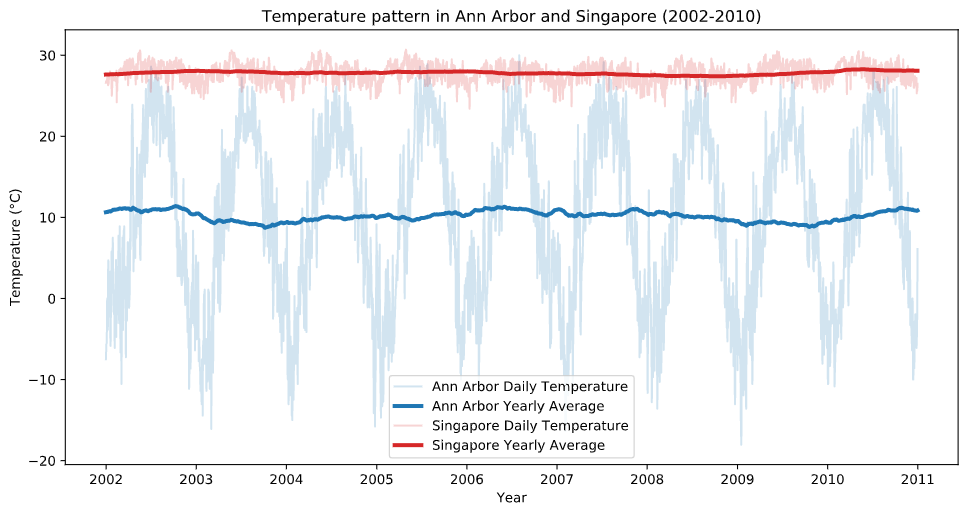 Temperature pattern in Ann Arbor and Singapore (2002-2010)
Temperature (°C)
30
20
10
0
−10
−20
Ann Arbor Daily Temperature
Ann Arbor Yearly Average
Singapore Daily Temperature
Singapore Yearly Average
2002 2003 2004 2005 2006 2007 2008 2009 2010 2011
Year